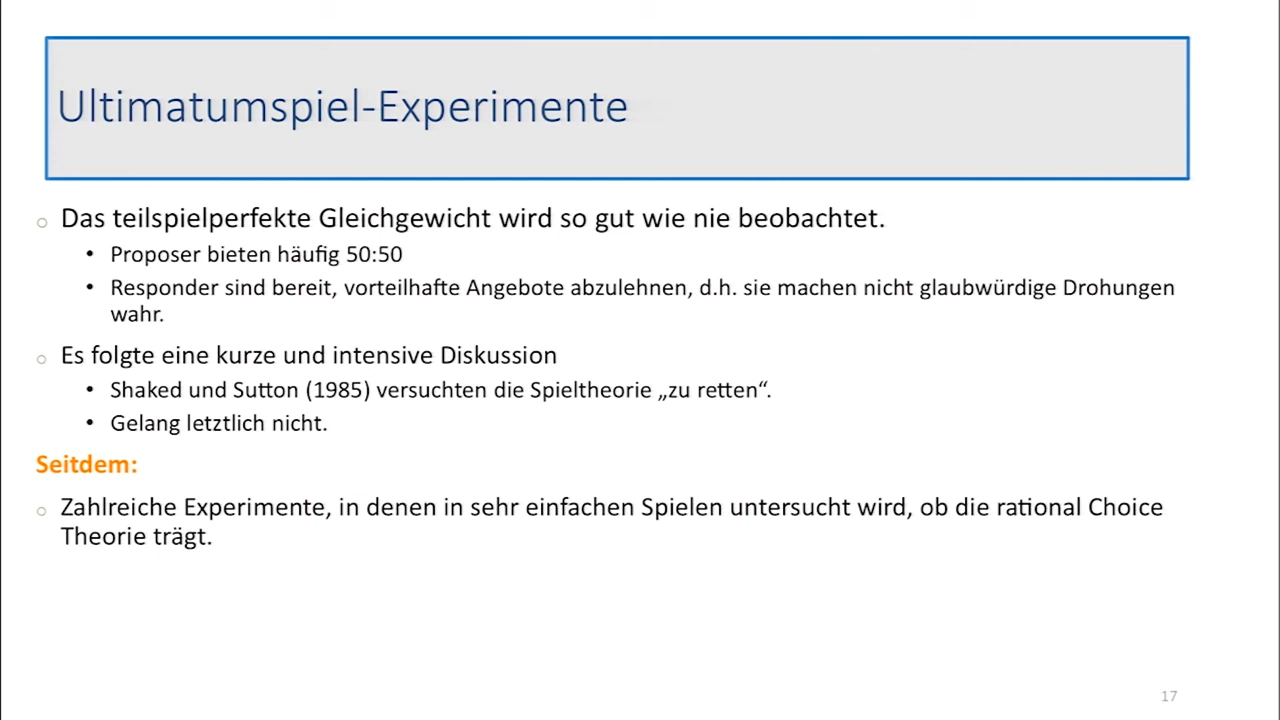 Ultimatumspiel-Experimente
○ Das teilspielperfekte Gleichgewicht wird so gut wie nie beobachtet.
• Proposer bieten häufig 50:50
• Responder sind bereit, vorteilhafte Angebote abzulehnen, d.h. sie machen nicht glaubwürdige Drohungen
wahr.
○ Es folgte eine kurze und intensive Diskussion
• Shaked und Sutton (1985) versuchten die Spieltheorie „zu retten“.
• Gelang letztlich nicht.
Seitdem:
○ Zahlreiche Experimente, in denen in sehr einfachen Spielen untersucht wird, ob die rational Choice
Theorie trägt.
17